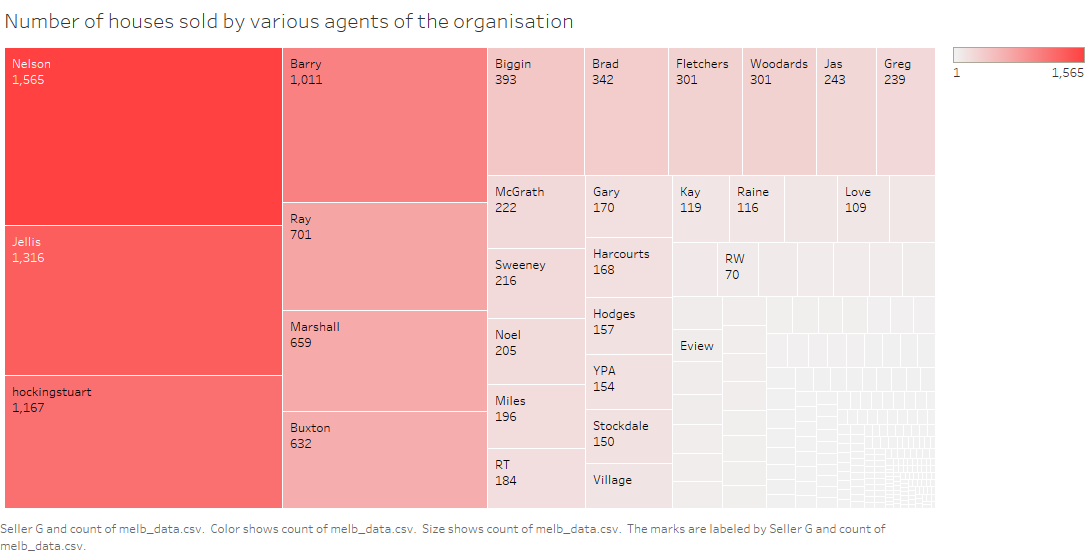 Number of houses sold by various agents of the organisation
Nelson
1,565
Jellis
1,316
hockingstuart
1,167
Barry
1,011
Ray
701
Marshall
659
Buxton
632
Biggin
393
Brad
342
Fletchers
301
Woodards
301
Jas
243
Greg
239
McGrath
222
Sweeney
216
Noel
205
Miles
196
RT
184
Gary
170
Harcourts
168
Hodges
157
YPA
154
Stockdale
150
Village
Kay
119
Raine
116
Love
109
RW
70
Eview
1
1,565
Seller G and count of melb_data.csv.  Color shows count of melb_data.csv.  Size shows count of melb_data.csv.  The marks are labeled by Seller G and count of
melb_data.csv.